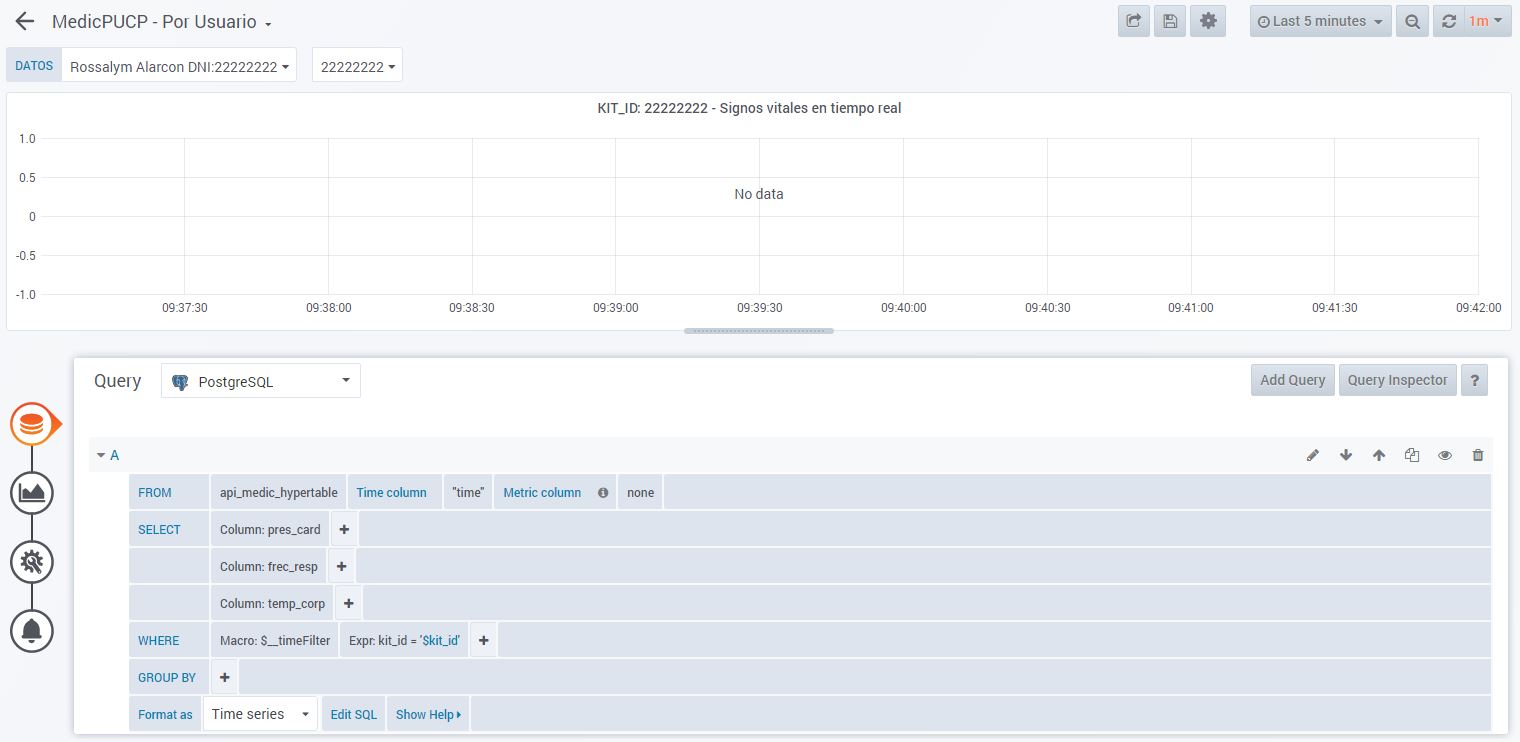 MedicPUCP - Por Usuario
Last 5 minutes
1m
DATOS
Rossalym Alarcon DNI:22222222
22222222
KIT_ID: 22222222 - Signos vitales en tiempo real
1.0
0.5
0
-0.5
-1.0
No data
09:37:30 09:38:00 09:38:30 09:39:00 09:39:30 09:40:00 09:40:30 09:41:00 09:41:30 09:42:00
Query PostgreSQL Add Query Query Inspector ?
A
FROM api_medic_hypertable Time column "time" Metric column none
SELECT Column: pres_card +
Column: frec_resp +
Column: temp_corp +
WHERE Macro: $__timeFilter Expr: kit_id = '$kit_id' +
GROUP BY +
Format as Time series Edit SQL Show Help